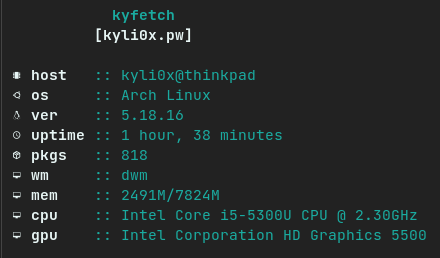 kyfetch
[kyli0x.pw]
host :: kyli0x@thinkpad
os :: Arch Linux
ver :: 5.18.16
uptime :: 1 hour, 38 minutes
pkgs :: 818
wm :: dwm
mem :: 2491M/7824M
cpu :: Intel Core i5-5300U CPU @ 2.30GHz
gpu :: Intel Corporation HD Graphics 5500